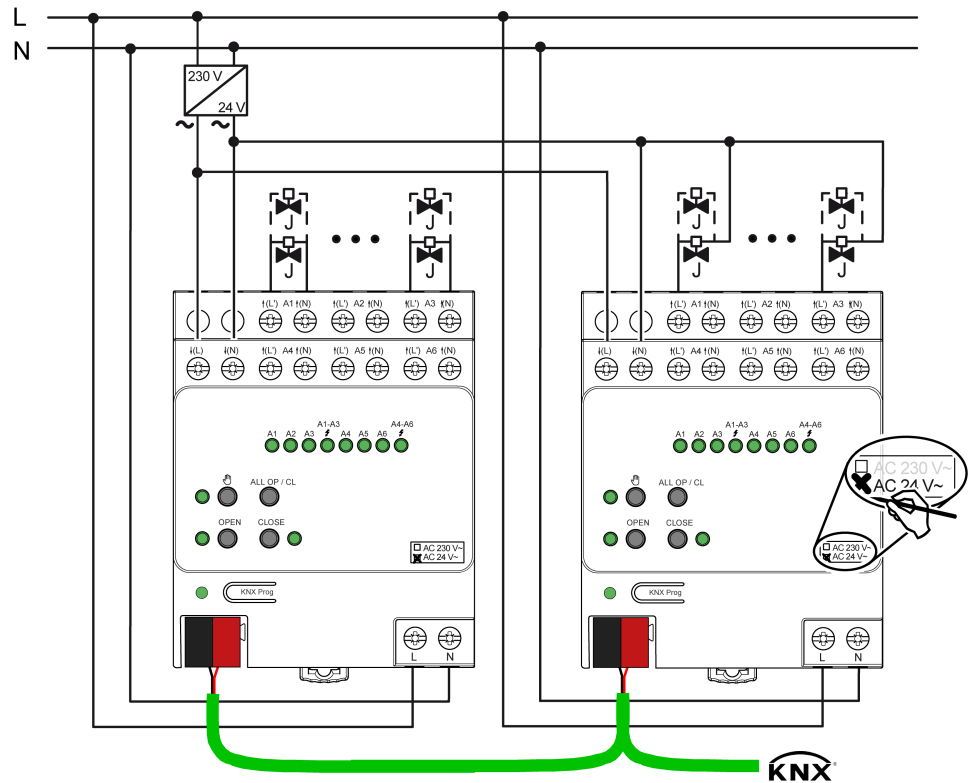 L
N
230 V
24 V
~ ~
J J
J J
J J
J J
↑(L') A1 ↑(N) ↑(L') A2 ↑(N) ↑(L') A3 ↑(N)
↓(L) ↓(N) ↑(L') A4 ↑(N) ↑(L') A5 ↑(N) ↑(L') A6 ↑(N)
A1-A3 A4-A6
A1 A2 A3 A4 A5 A6
ALL OP / CL
OPEN CLOSE
AC 230 V~
AC 24 V~
KNX Prog
L N
↑(L') A1 ↑(N) ↑(L') A2 ↑(N) ↑(L') A3 ↑(N)
↓(L) ↓(N) ↑(L') A4 ↑(N) ↑(L') A5 ↑(N) ↑(L') A6 ↑(N)
A1-A3 A4-A6
A1 A2 A3 A4 A5 A6
ALL OP / CL
OPEN CLOSE
AC 230 V~
AC 24 V~
AC 230 V~
AC 24 V~
KNX Prog
L N
KNX